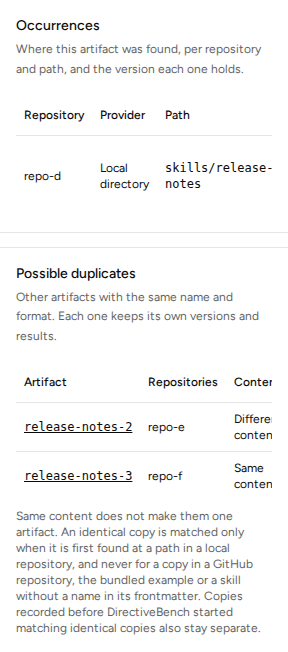 Occurrences
Where this artifact was found, per repository
and path, and the version each one holds.
Repository Provider Path
repo-d Local directory skills/release-notes
Possible duplicates
Other artifacts with the same name and
format. Each one keeps its own versions and
results.
Artifact Repositories
release-notes-2 repo-e
release-notes-3 repo-f Same
Same content does not make them one
artifact. An identical copy is matched only
when it is first found at a path in a local
repository, and never for a copy in a GitHub
repository, the bundled example or a skill
without a name in its frontmatter. Copies
recorded before DirectiveBench started
matching identical copies also stay separate.